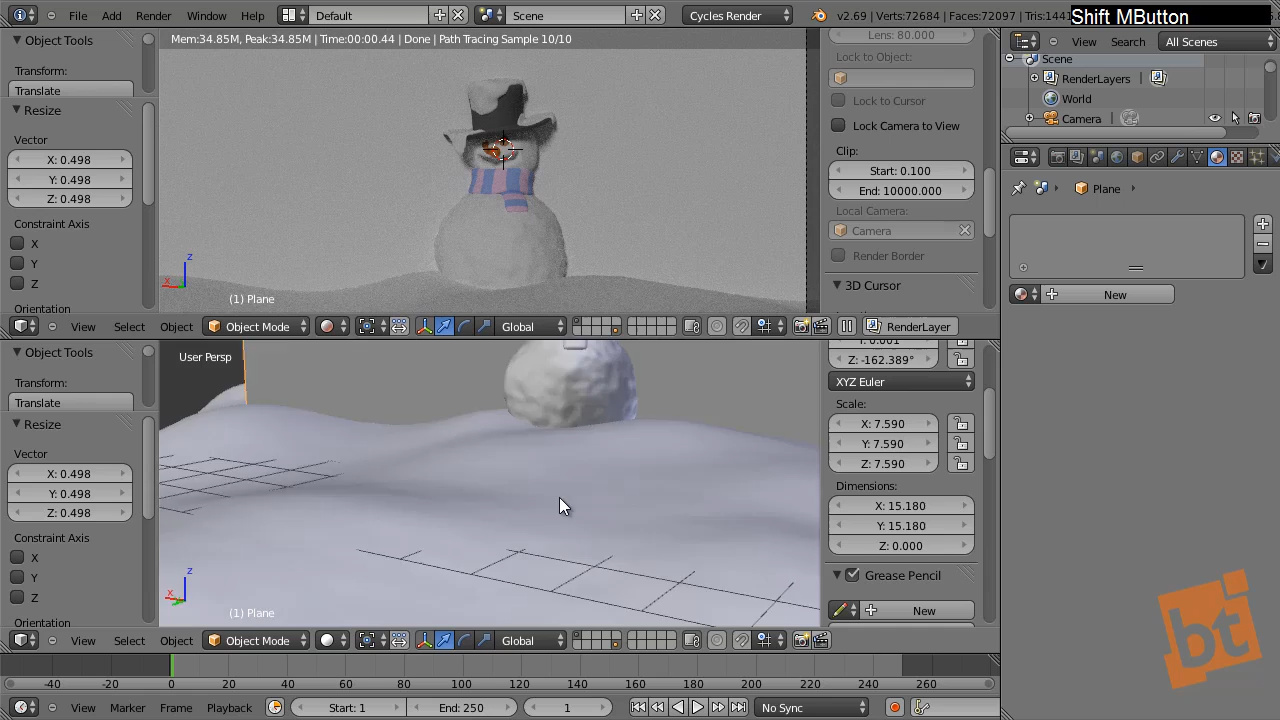 File Add Render Window Help Default Scene Cycles Render v2.69 | Verts:72684 | Faces:72097 | Tris:1441
Shift MButton
Object Tools
Transform:
Translate
Resize
Vector
X: 0.498
Y: 0.498
Z: 0.498
Constraint Axis
X
Y
Z
Orientation
Mem:34.85M, Peak:34.85M | Time:00:00.44 | Done | Path Tracing Sample 10/10
z
x
(1) Plane
View Select Object Object Mode Global RenderLayer
Lens: 80.000
Lock to Object:
Lock to Cursor
Lock Camera to View
Clip:
Start: 0.100
End: 10000.000
Local Camera:
Camera
Render Border
3D Cursor
View Search All Scenes
Scene
RenderLayers
World
Camera
Plane
New
Object Tools
Transform:
Translate
Resize
Vector
X: 0.498
Y: 0.498
Z: 0.498
Constraint Axis
X
Y
Z
Orientation
User Persp
z
x
(1) Plane
Y: 0.001
Z: -162.389°
XYZ Euler
Scale:
X: 7.590
Y: 7.590
Z: 7.590
Dimensions:
X: 15.180
Y: 15.180
Z: 0.000
Grease Pencil
New
View Select Object Object Mode Global
-40 -20 0 20 40 60 80 100 120 140 160 180 200 220 240 260
View Marker Frame Playback Start: 1 End: 250 1 No Sync
bt